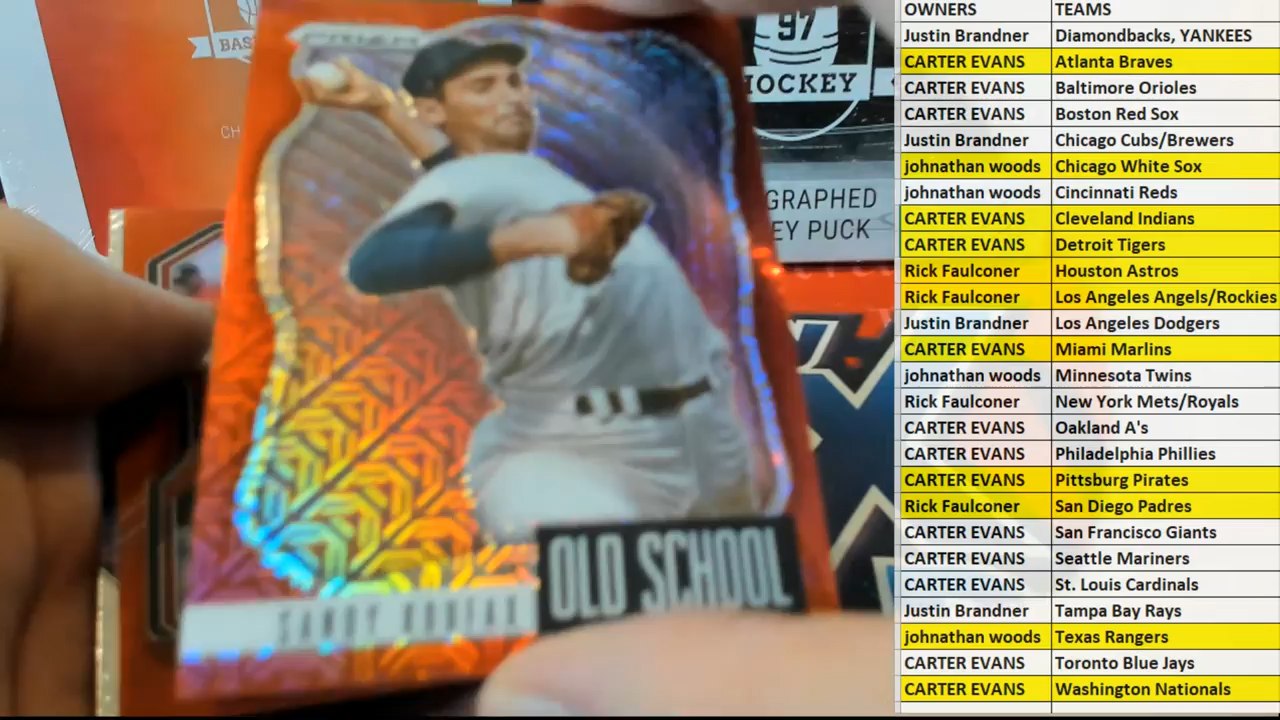 BAS
CH
97
HOCKEY
GRAPHED
EY PUCK
OLD SCHOOL
OWNERS TEAMS
Justin Brandner Diamondbacks, YANKEES
CARTER EVANS Atlanta Braves
CARTER EVANS Baltimore Orioles
CARTER EVANS Boston Red Sox
Justin Brandner Chicago Cubs/Brewers
johnathan woods Chicago White Sox
johnathan woods Cincinnati Reds
CARTER EVANS Cleveland Indians
CARTER EVANS Detroit Tigers
Rick Faulconer Houston Astros
Rick Faulconer Los Angeles Angels/Rockies
Justin Brandner Los Angeles Dodgers
CARTER EVANS Miami Marlins
johnathan woods Minnesota Twins
Rick Faulconer New York Mets/Royals
CARTER EVANS Oakland A's
CARTER EVANS Philadelphia Phillies
CARTER EVANS Pittsburg Pirates
Rick Faulconer San Diego Padres
CARTER EVANS San Francisco Giants
CARTER EVANS Seattle Mariners
CARTER EVANS St. Louis Cardinals
Justin Brandner Tampa Bay Rays
johnathan woods Texas Rangers
CARTER EVANS Toronto Blue Jays
CARTER EVANS Washington Nationals